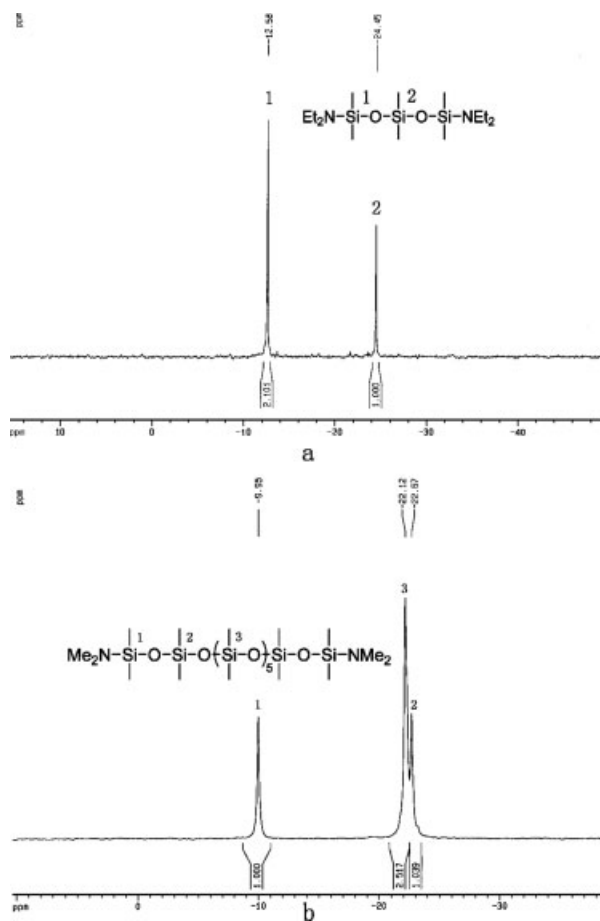 ppm
-12.58
-24.45
1
2
1 2
Et₂N-Si-O-Si-O-Si-NEt₂
2.101
1.000
ppm 10 0 -10 -20 -30 -40
a
ppm
-9.95
-22.12
-22.67
3
1 2 3
Me₂N-Si-O-Si-O(Si-O)₅Si-O-Si-NMe₂
1
2
1.000
2.517
1.039
ppm 0 -10 -20 -30
b